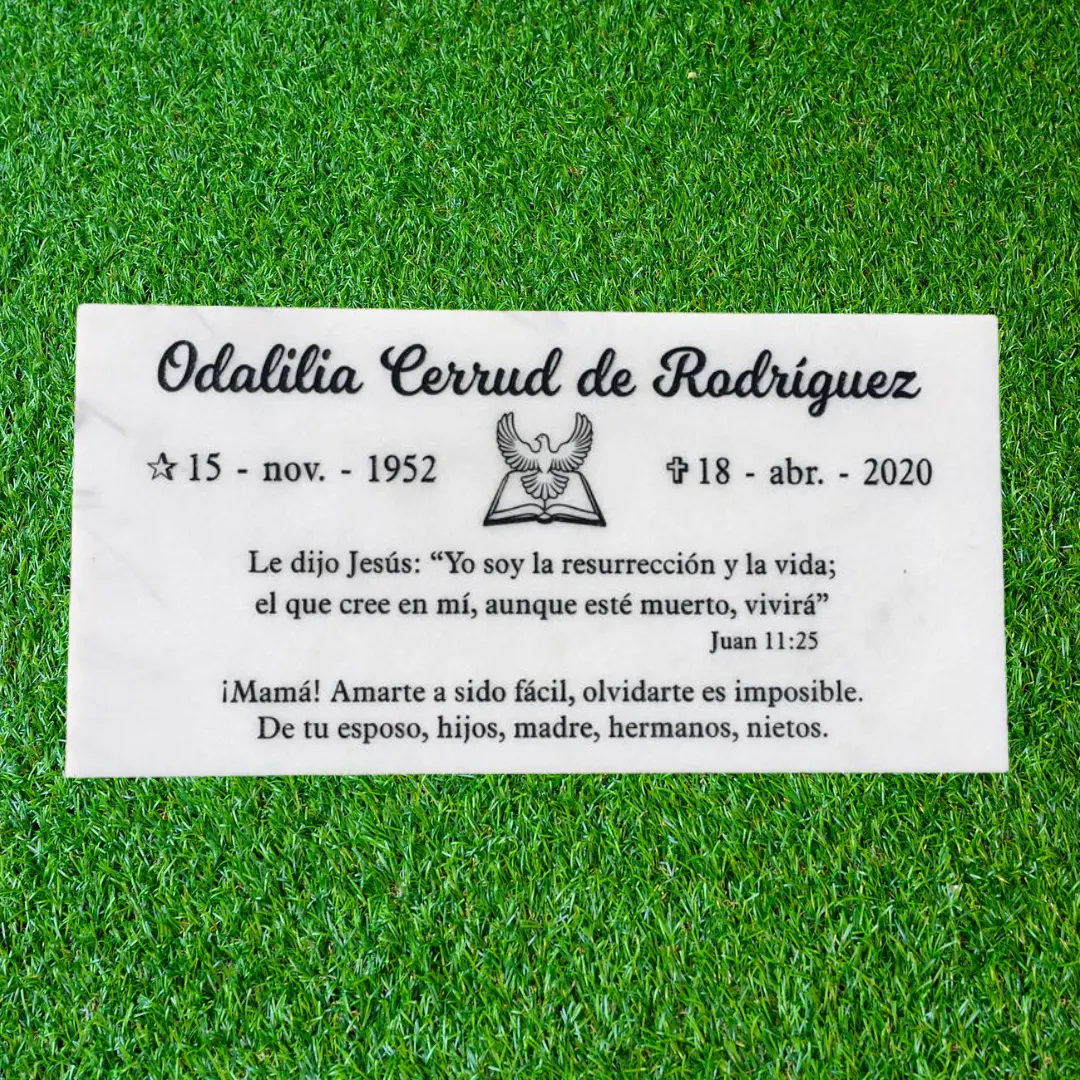 Odalilia Cerrud de Rodríguez
☆ 15 - nov. - 1952
✞ 18 - abr. - 2020
Le dijo Jesús: “Yo soy la resurrección y la vida;
el que cree en mí, aunque esté muerto, vivirá”
Juan 11:25
¡Mamá! Amarte a sido fácil, olvidarte es imposible.
De tu esposo, hijos, madre, hermanos, nietos.